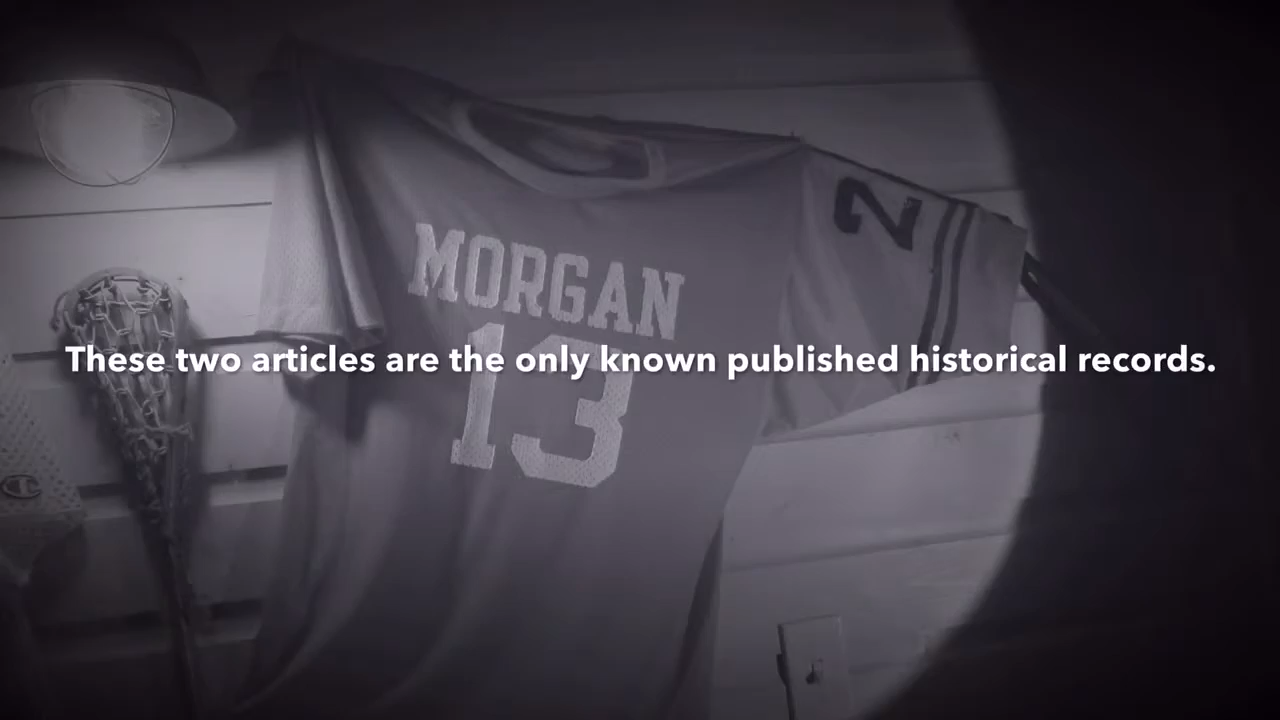 MORGAN
2
These two articles are the only known published historical records.
13